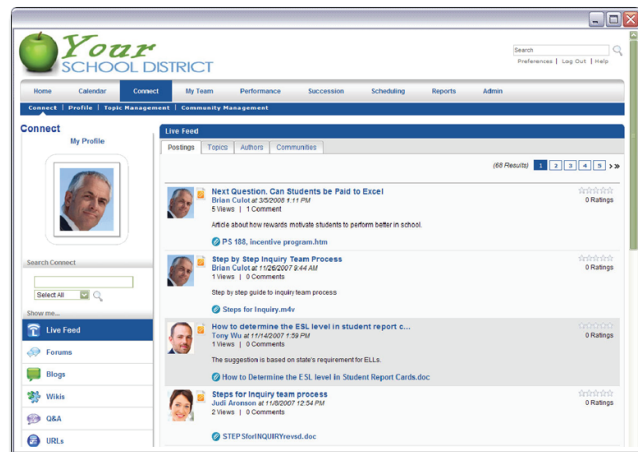 Your
SCHOOL DISTRICT
Search
Preferences | Log Out | Help
Home Calendar Connect My Team Performance Succession Scheduling Reports Admin
Connect | Profile | Topic Management | Community Management
Connect
My Profile
Search Connect
Select All
Show me...
Live Feed
Forums
Blogs
Wikis
Q&A
URLs
Live Feed
Postings Topics Authors Communities
(68 Results) 1 2 3 4 5 >>
Next Question. Can Students be Paid to Excel
Brian Culot at 3/5/2008 1:11 PM
5 Views | 1 Comment
0 Ratings
Article about how rewards motivate students to perform better in school.
PS 188, incentive program.htm
Step by Step Inquiry Team Process
Brian Culot at 11/26/2007 9:44 AM
1 Views | 0 Comments
0 Ratings
Step by step guide to inquiry team process
Steps for Inquiry.m4v
How to determine the ESL level in student report c...
Tony Wu at 11/14/2007 1:59 PM
1 Views | 0 Comments
0 Ratings
The suggestion is based on state's requirement for ELLs.
How to Determine the ESL level in Student Report Cards.doc
Steps for Inquiry team process
Judi Aronson at 11/8/2007 12:54 PM
2 Views | 0 Comments
0 Ratings
STEPSforINQUIRYrevsd.doc